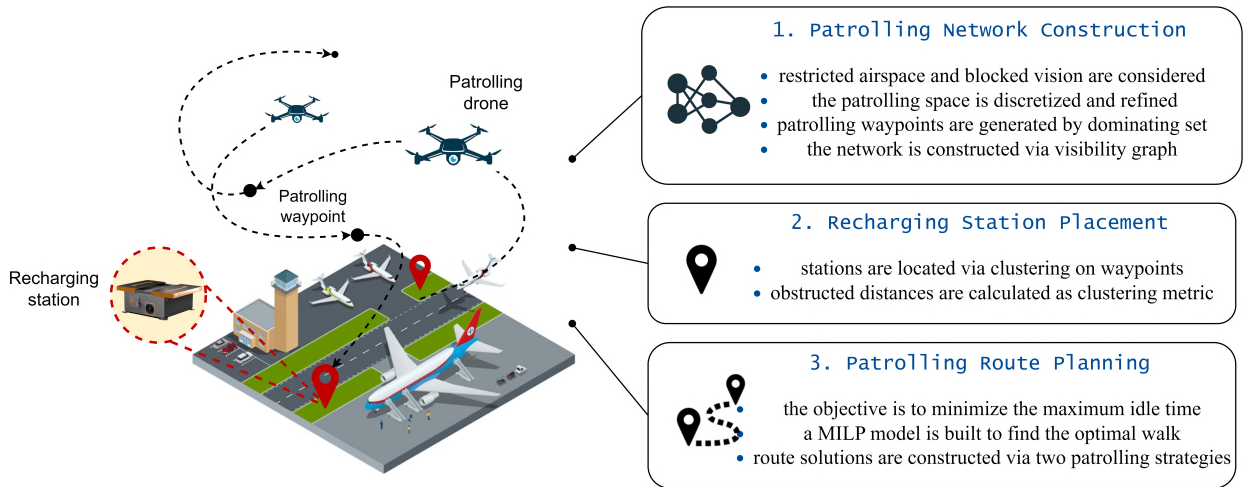 Patrolling
drone
Patrolling
waypoint
Recharging
station
1. Patrolling Network Construction
• restricted airspace and blocked vision are considered
• the patrolling space is discretized and refined
• patrolling waypoints are generated by dominating set
• the network is constructed via visibility graph
2. Recharging Station Placement
• stations are located via clustering on waypoints
• obstructed distances are calculated as clustering metric
3. Patrolling Route Planning
• the objective is to minimize the maximum idle time
• a MILP model is built to find the optimal walk
• route solutions are constructed via two patrolling strategies